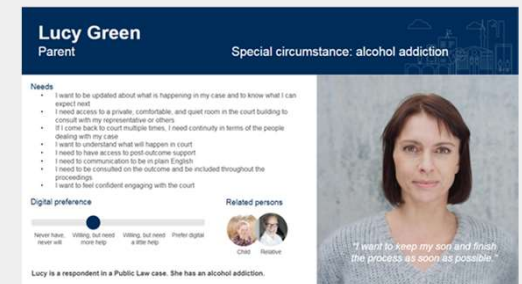 Lucy Green
Parent
Special circumstance: alcohol addiction
Needs
• I want to be updated about what is happening in my case and to know what I can
expect next
• I need access to a private, comfortable, and quiet room in the court building to
consult with my representative or others
• If I come back to court multiple times, I need continuity in terms of the people
dealing with my case
• I want to understand what will happen in court
• I need to have access to post-outcome support
• I need to communication to be in plain English
• I need to be consulted on the outcome and be included throughout the
proceedings
• I want to feel confident engaging with the court
Digital preference
Never have,
never will
Willing, but need
more help
Willing, but need
a little help
Prefer digital
Related persons
Child
Relative
"I want to keep my son and finish
the process as soon as possible."
Lucy is a respondent in a Public Law case. She has an alcohol addiction.